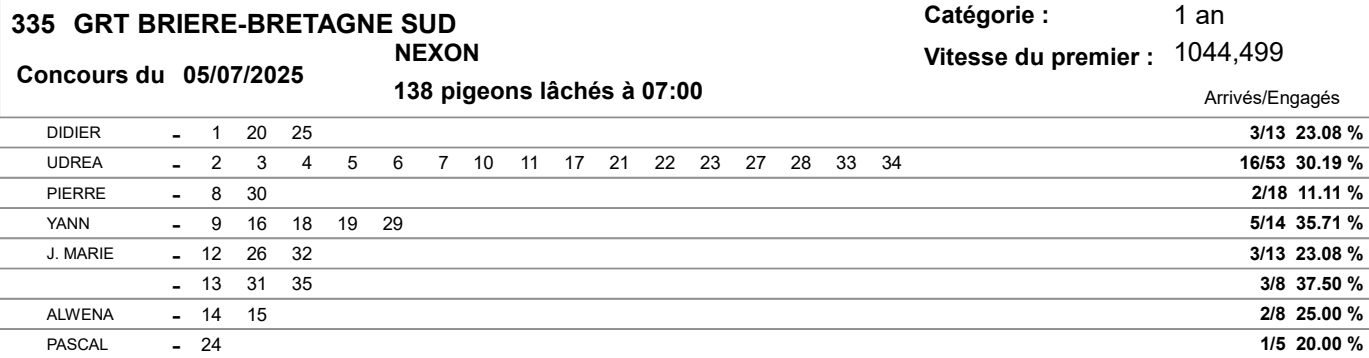 335 GRT BRIERE-BRETAGNE SUD Catégorie : 1 an
NEXON Vitesse du premier : 1044,499
Concours du 05/07/2025
138 pigeons lâchés à 07:00 Arrivés/Engagés
DIDIER - 1 20 25 3/13 23.08 %
UDREA - 2 3 4 5 6 7 10 11 17 21 22 23 27 28 33 34 16/53 30.19 %
PIERRE - 8 30 2/18 11.11 %
YANN - 9 16 18 19 29 5/14 35.71 %
J. MARIE - 12 26 32 3/13 23.08 %
- 13 31 35 3/8 37.50 %
ALWENA - 14 15 2/8 25.00 %
PASCAL - 24 1/5 20.00 %